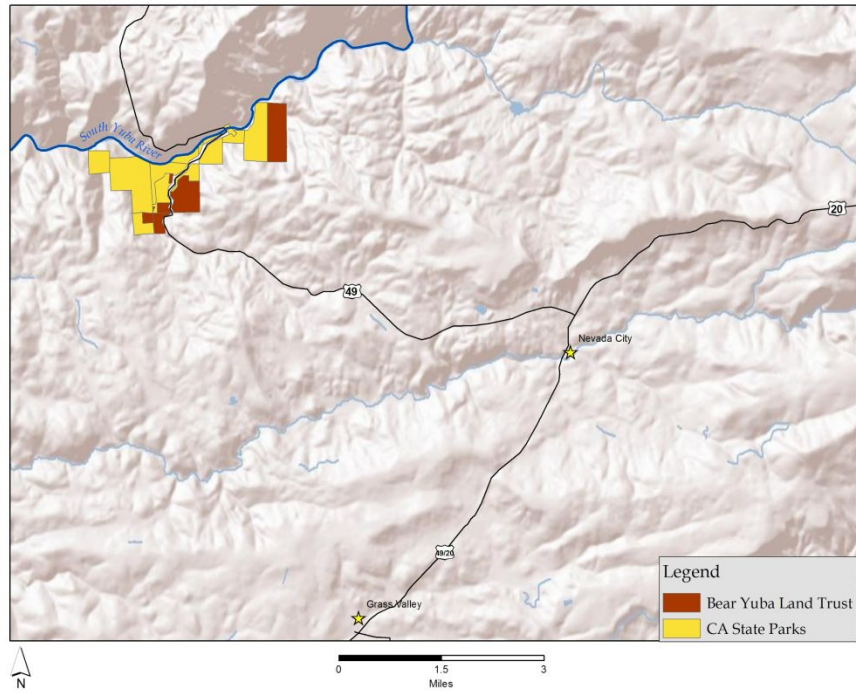 South Yuba River
20
49
Nevada City
49/20
Grass Valley
Legend
Bear Yuba Land Trust
CA State Parks
N
0 1.5 3
Miles